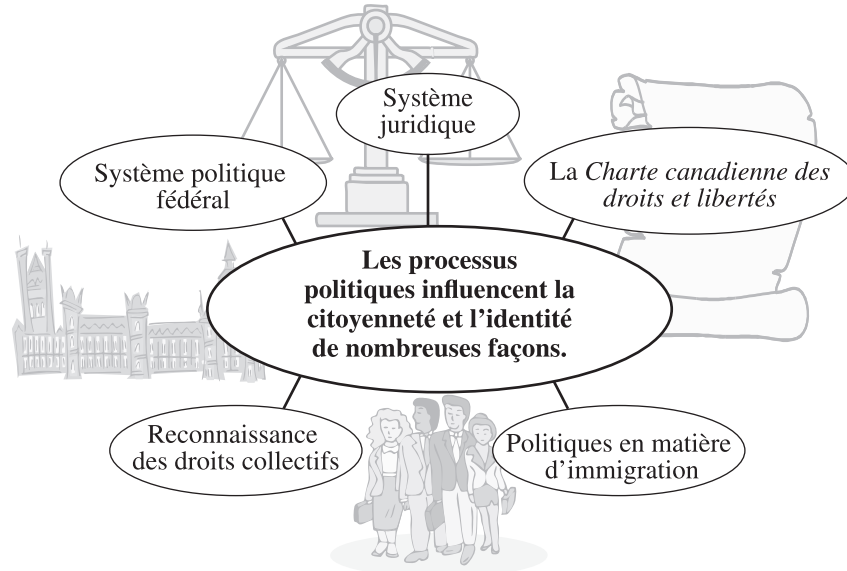 Système
juridique
Système politique
fédéral
La Charte canadienne des
droits et libertés
Les processus
politiques influencent la
citoyenneté et l’identité
de nombreuses façons.
Reconnaissance
des droits collectifs
Politiques en matière
d’immigration